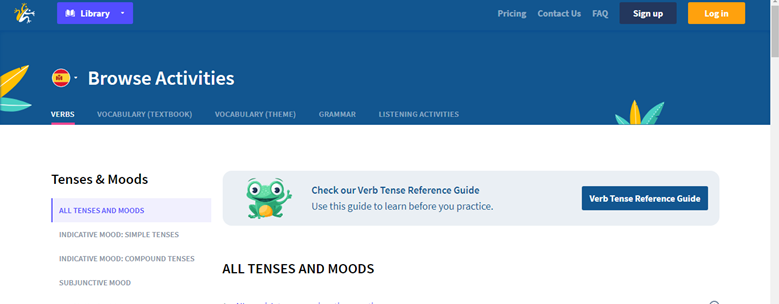 Library
Pricing
Contact Us
FAQ
Sign up
Log in
Browse Activities
VERBS
VOCABULARY (TEXTBOOK)
VOCABULARY (THEME)
GRAMMAR
LISTENING ACTIVITIES
Tenses & Moods
ALL TENSES AND MOODS
INDICATIVE MOOD: SIMPLE TENSES
INDICATIVE MOOD: COMPOUND TENSES
SUBJUNCTIVE MOOD
Check our Verb Tense Reference Guide
Use this guide to learn before you practice.
Verb Tense Reference Guide
ALL TENSES AND MOODS